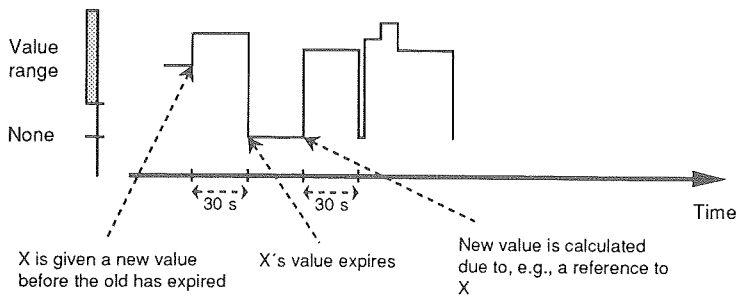 Value
range
None
30 s
30 s
Time
X is given a new value
before the old has expired
X´s value expires
New value is calculated
due to, e.g., a reference to
X